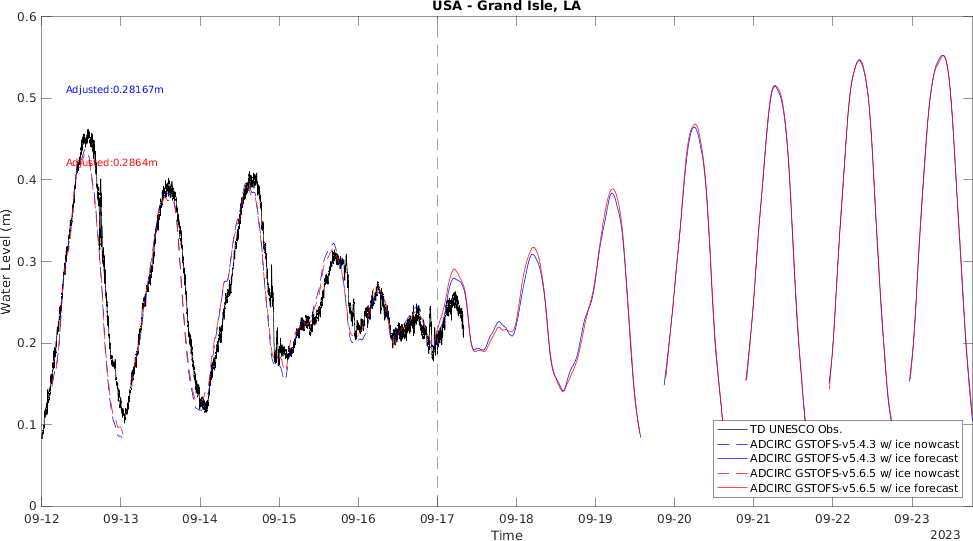 USA - Grand Isle, LA
0.6
0.5
0.4
0.3
0.2
0.1
0
Water Level (m)
Adjusted:0.28167m
Adjusted:0.2864m
TD UNESCO Obs.
ADCIRC GSTOFS-v5.4.3 w/ ice nowcast
ADCIRC GSTOFS-v5.4.3 w/ ice forecast
ADCIRC GSTOFS-v5.6.5 w/ ice nowcast
ADCIRC GSTOFS-v5.6.5 w/ ice forecast
09-12 09-13 09-14 09-15 09-16 09-17 09-18 09-19 09-20 09-21 09-22 09-23
Time
2023